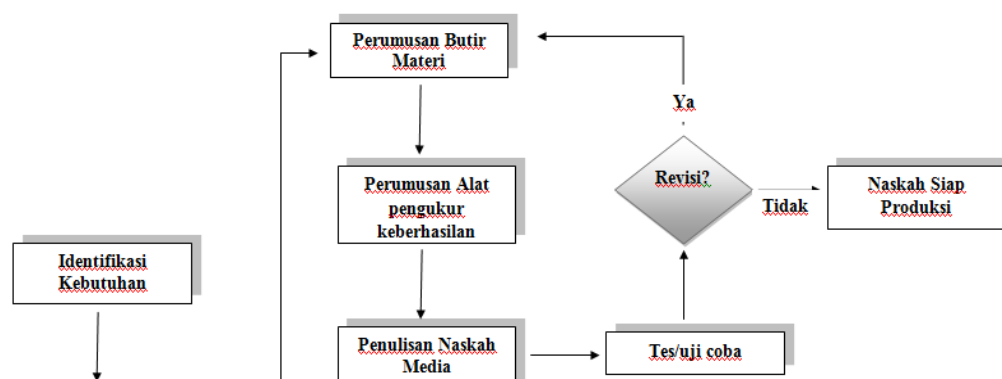 Perumusan Butir
Materi
Ya
Perumusan Alat
pengukur
keberhasilan
Revisi?
Tidak
Naskah Siap
Produksi
Identifikasi
Kebutuhan
Penulisan Naskah
Media
Tes/uji coba